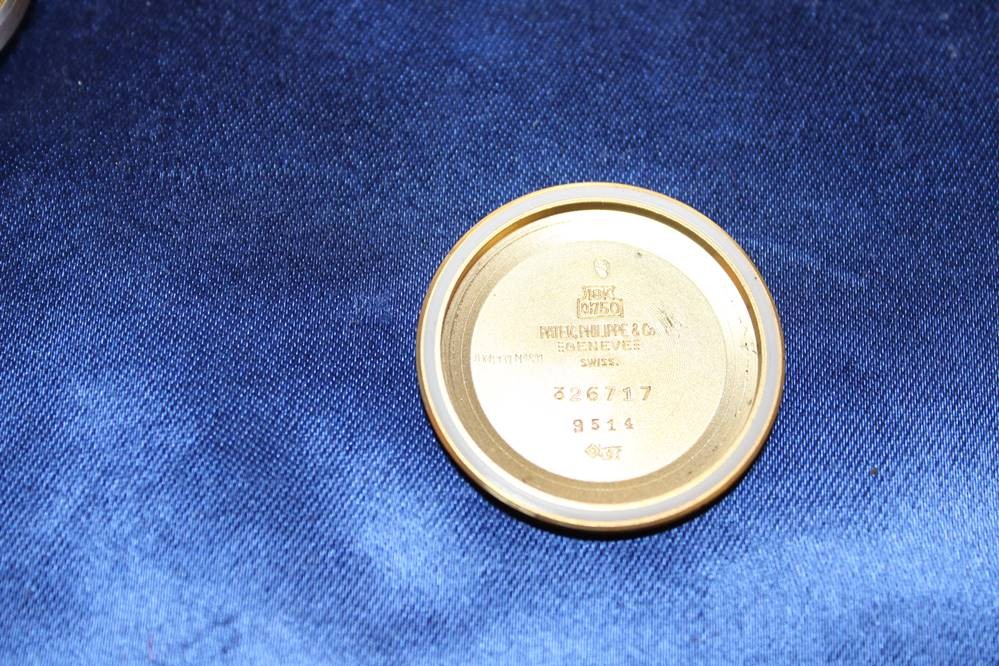 18K
0,750
PATEK, PHILIPPE & Co
GENEVE
SWISS.
326717
9514